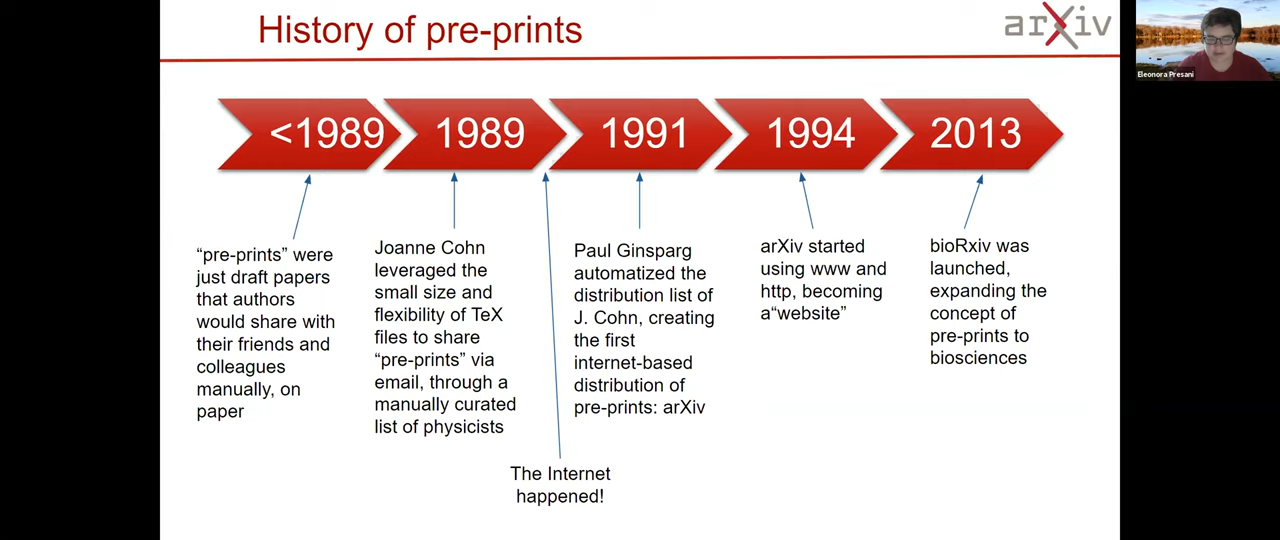 History of pre-prints
arXiv
Eleonora Presani
<1989
1989
1991
1994
2013
“pre-prints” were
just draft papers
that authors
would share with
their friends and
colleagues
manually, on
paper
Joanne Cohn
leveraged the
small size and
flexibility of TeX
files to share
“pre-prints” via
email, through a
manually curated
list of physicists
The Internet
happened!
Paul Ginsparg
automatized the
distribution list of
J. Cohn, creating
the first
internet-based
distribution of
pre-prints: arXiv
arXiv started
using www and
http, becoming
a“website”
bioRxiv was
launched,
expanding the
concept of
pre-prints to
biosciences